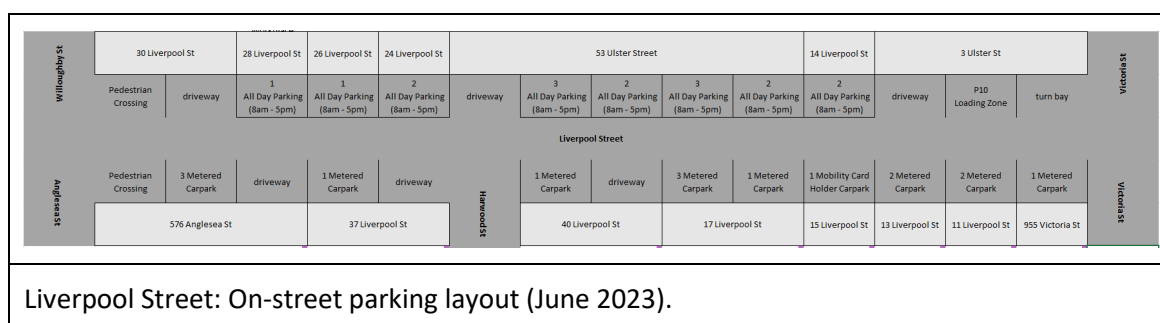 Willoughby St
30 Liverpool St
28 Liverpool St
26 Liverpool St
24 Liverpool St
53 Ulster Street
14 Liverpool St
3 Ulster St
Victoria St
Pedestrian
Crossing
driveway
1
All Day Parking
(8am - 5pm)
1
All Day Parking
(8am - 5pm)
2
All Day Parking
(8am - 5pm)
driveway
3
All Day Parking
(8am - 5pm)
2
All Day Parking
(8am - 5pm)
3
All Day Parking
(8am - 5pm)
2
All Day Parking
(8am - 5pm)
2
All Day Parking
(8am - 5pm)
driveway
P10
Loading Zone
turn bay
Liverpool Street
Anglesea St
Pedestrian
Crossing
3 Metered
Carpark
driveway
1 Metered
Carpark
driveway
Harwood St
1 Metered
Carpark
driveway
3 Metered
Carpark
1 Metered
Carpark
1 Mobility Card
Holder Carpark
2 Metered
Carpark
2 Metered
Carpark
1 Metered
Carpark
Victoria St
576 Anglesea St
37 Liverpool St
40 Liverpool St
17 Liverpool St
15 Liverpool St
13 Liverpool St
11 Liverpool St
955 Victoria St
Liverpool Street: On-street parking layout (June 2023).